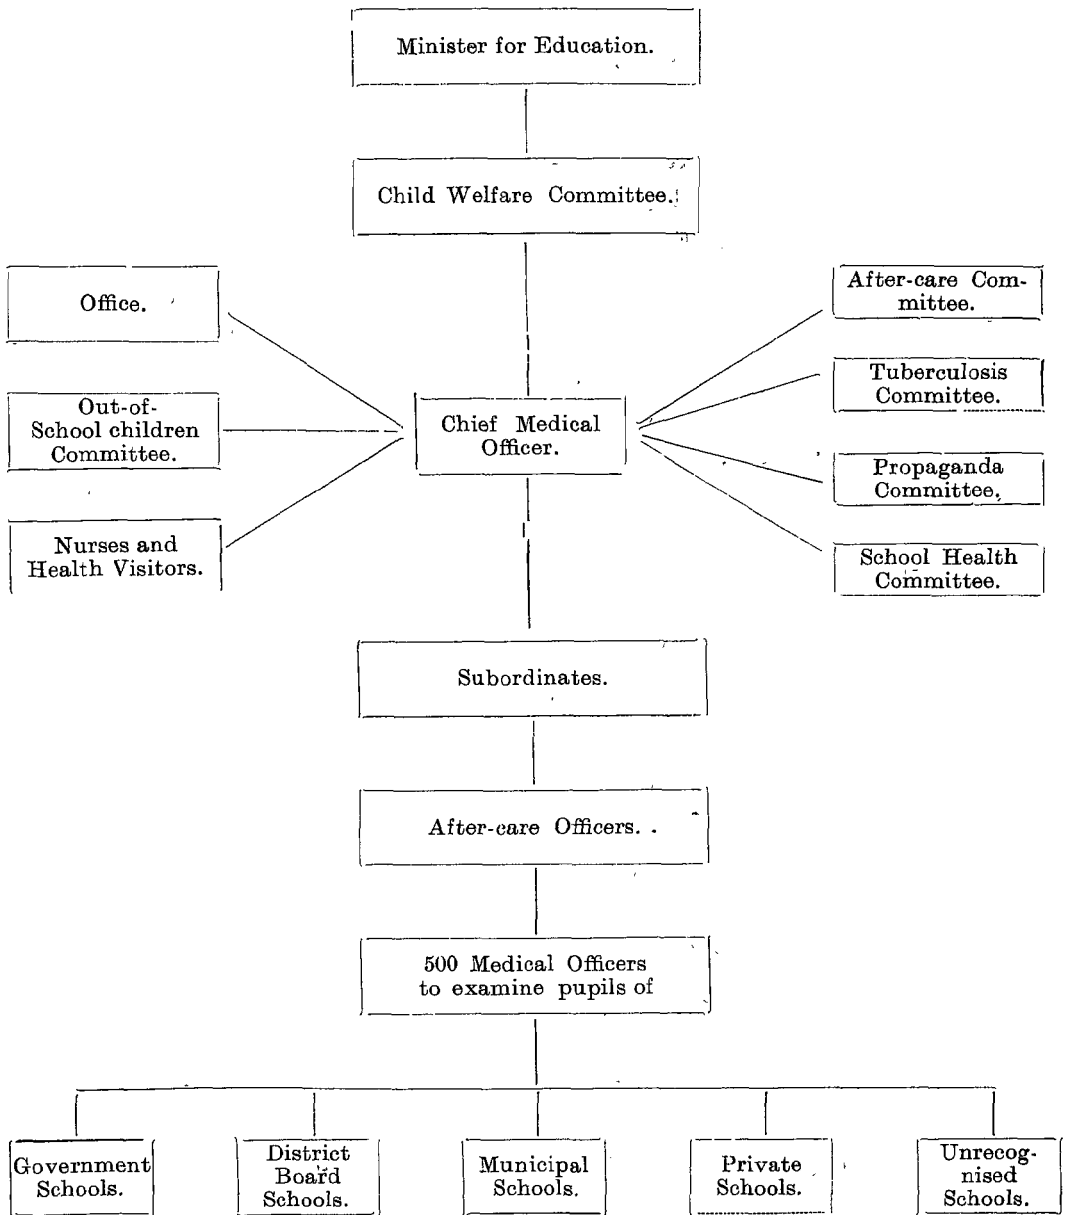 Minister for Education.
Child Welfare Committee.
Office.
Out-of-
School children
Committee.
Nurses and
Health Visitors.
Chief Medical
Officer.
After-care Com-
mittee.
Tuberculosis
Committee.
Propaganda
Committee.
School Health
Committee.
Subordinates.
After-care Officers.
500 Medical Officers
to examine pupils of
Government
Schools.
District
Board
Schools.
Municipal
Schools.
Private
Schools.
Unrecog-
nised
Schools.